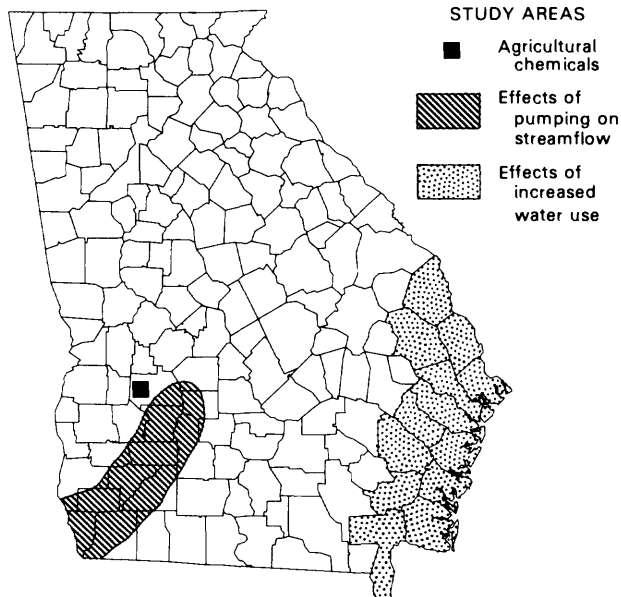 STUDY AREAS
Agricultural
chemicals
Effects of
pumping on
streamflow
Effects of
increased
water use